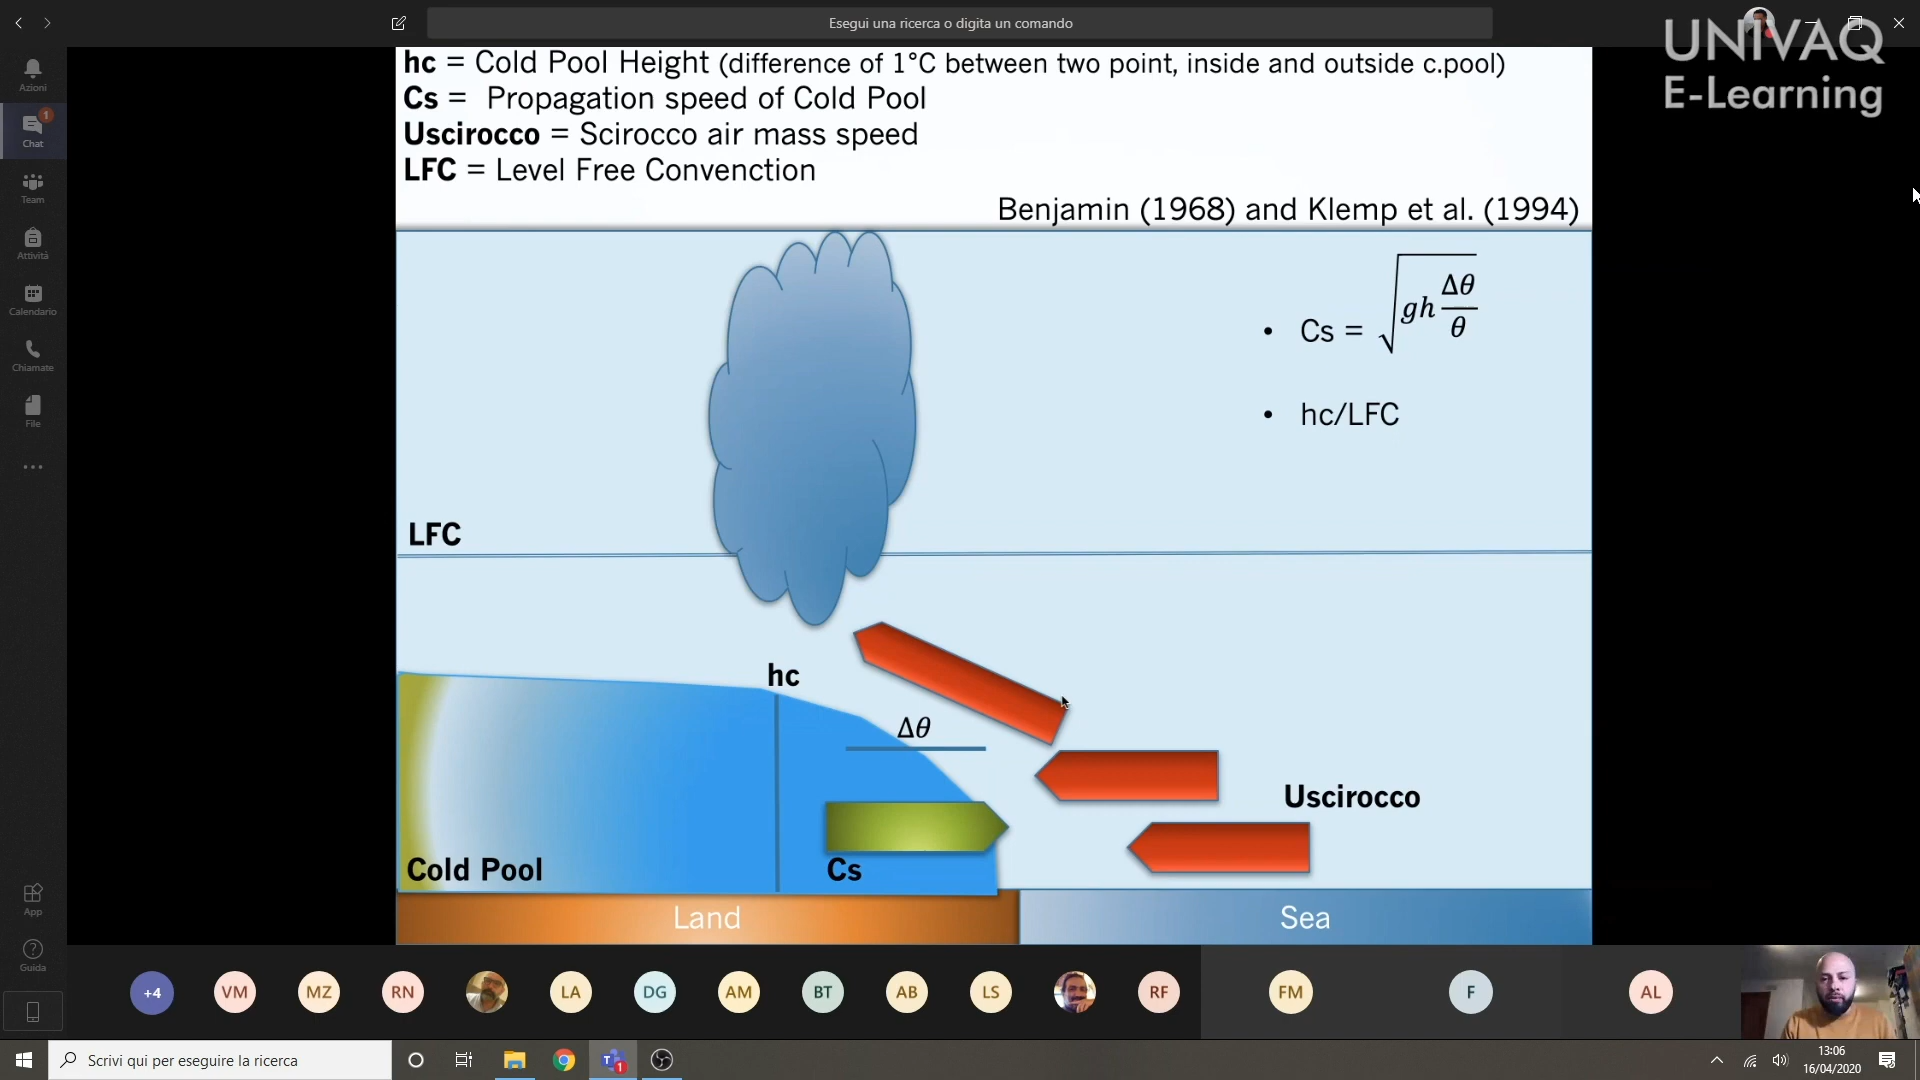 Esegui una ricerca o digita un comando
UNIVAQ
E-Learning
Azioni
1
Chat
Team
Attività
Calendario
Chiamate
File
App
Guida
hc = Cold Pool Height (difference of 1°C between two point, inside and outside c.pool)
Cs = Propagation speed of Cold Pool
Uscirocco = Scirocco air mass speed
LFC = Level Free Convenction
Benjamin (1968) and Klemp et al. (1994)
• Cs = √gh Δθ/θ
• hc/LFC
LFC
hc
Δθ
Uscirocco
Cold Pool
Cs
Land
Sea
+4
VM
MZ
RN
LA
DG
AM
BT
AB
LS
RF
FM
F
AL
Scrivi qui per eseguire la ricerca
1
13:06
16/04/2020